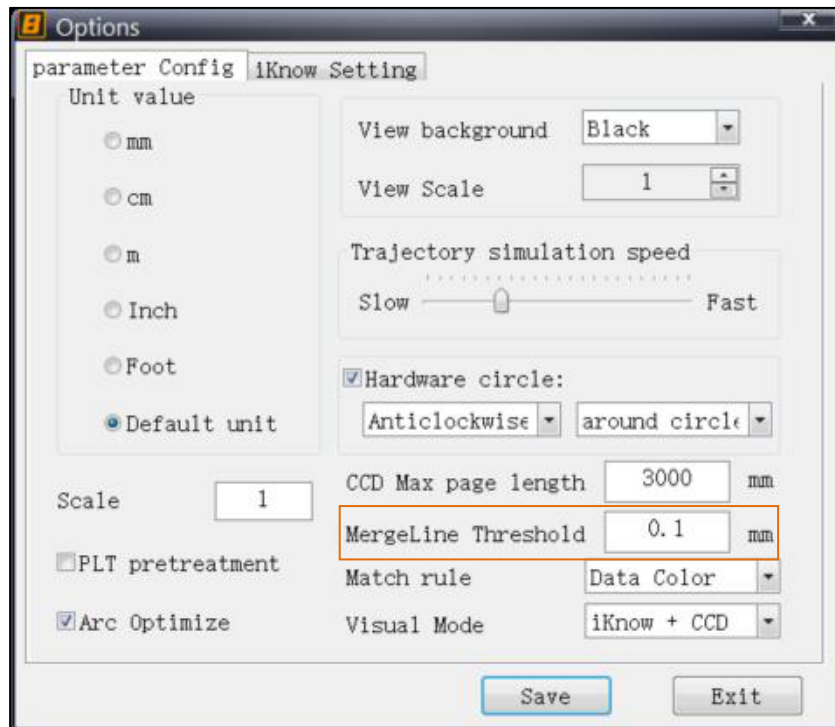 Options
parameter Config
iKnow Setting
Unit value
mm
cm
m
Inch
Foot
Default unit
Scale
1
PLT pretreatment
Arc Optimize
View background
Black
View Scale
1
Trajectory simulation speed
Slow
Fast
Hardware circle:
Anticlockwise
around circle
CCD Max page length
3000
mm
MergeLine Threshold
0.1
mm
Match rule
Data Color
Visual Mode
iKnow + CCD
Save
Exit